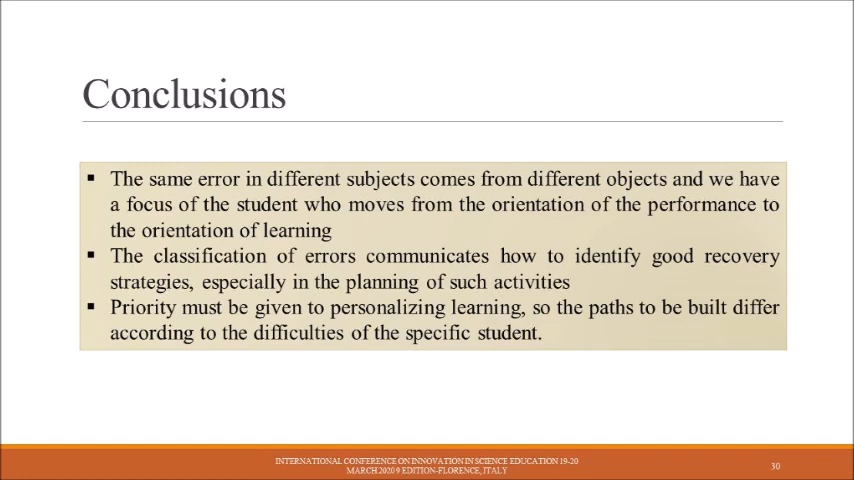 Conclusions
▪ The same error in different subjects comes from different objects and we have
a focus of the student who moves from the orientation of the performance to
the orientation of learning
▪ The classification of errors communicates how to identify good recovery
strategies, especially in the planning of such activities
▪ Priority must be given to personalizing learning, so the paths to be built differ
according to the difficulties of the specific student.
INTERNATIONAL CONFERENCE ON INNOVATION IN SCIENCE EDUCATION 19-20
MARCH 2020 9 EDITION-FLORENCE, ITALY
30